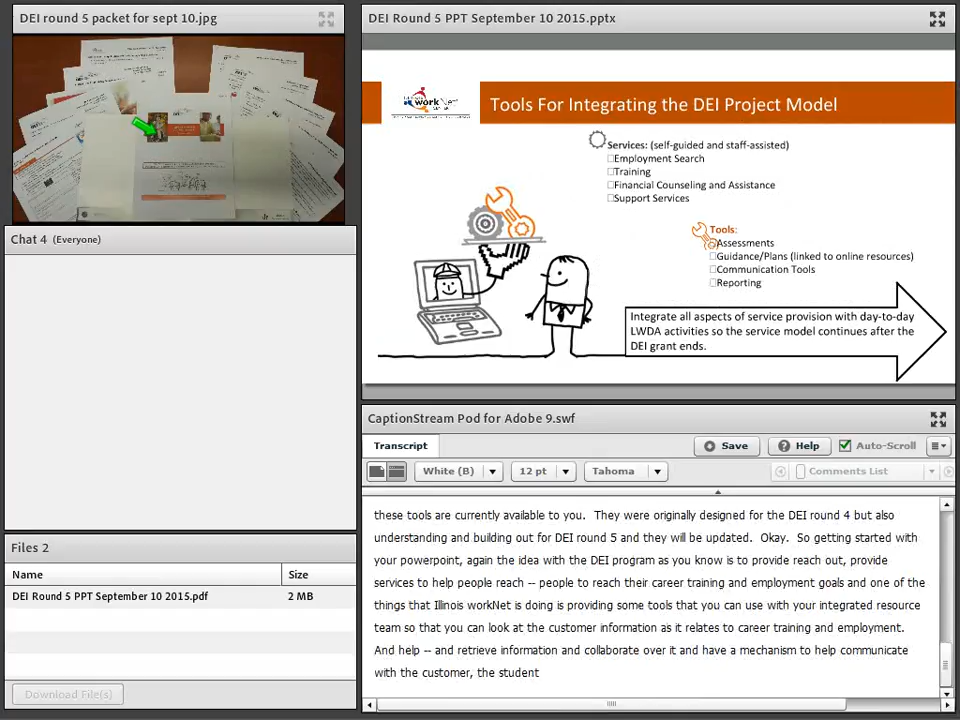 DEI round 5 packet for sept 10.jpg
DEI Round 5 PPT September 10 2015.pptx
workNet
Tools For Integrating the DEI Project Model
Services: (self-guided and staff-assisted)
Employment Search
Training
Financial Counseling and Assistance
Support Services
Tools:
Assessments
Guidance/Plans (linked to online resources)
Communication Tools
Reporting
Integrate all aspects of service provision with day-to-day
LWDA activities so the service model continues after the
DEI grant ends.
Chat 4 (Everyone)
Files 2
Name Size
DEI Round 5 PPT September 10 2015.pdf 2 MB
Download File(s)
CaptionStream Pod for Adobe 9.swf
Transcript Save Help Auto-Scroll
White (B) 12 pt Tahoma Comments List
these tools are currently available to you. They were originally designed for the DEI round 4 but also
understanding and building out for DEI round 5 and they will be updated. Okay. So getting started with
your powerpoint, again the idea with the DEI program as you know is to provide reach out, provide
services to help people reach -- people to reach their career training and employment goals and one of the
things that Illinois workNet is doing is providing some tools that you can use with your integrated resource
team so that you can look at the customer information as it relates to career training and employment.
And help -- and retrieve information and collaborate over it and have a mechanism to help communicate
with the customer, the student